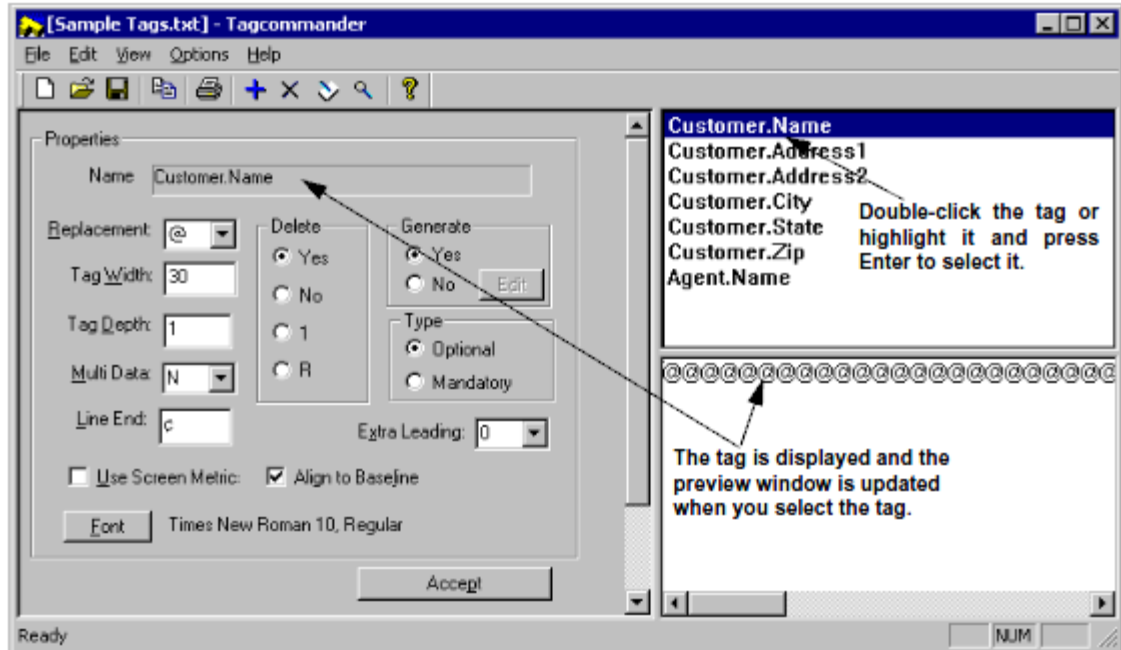 [Sample Tags.txt] - Tagcommander
File Edit View Options Help
Properties
Name Customer.Name
Replacement: @
Tag Width: 30
Tag Depth: 1
Multi Data: N
Line End: c
Delete
Yes
No
1
R
Generate
Yes
No Edit
Type
Optional
Mandatory
Extra Leading: 0
Use Screen Metric: Align to Baseline
Font Times New Roman 10, Regular
Accept
Customer.Name
Customer.Address1
Customer.Address2
Customer.City
Customer.State
Customer.Zip
Agent.Name
Double-click the tag or
highlight it and press
Enter to select it.
@@@@@@@@@@@@@@@@@@@@@@@@
The tag is displayed and the
preview window is updated
when you select the tag.
Ready NUM